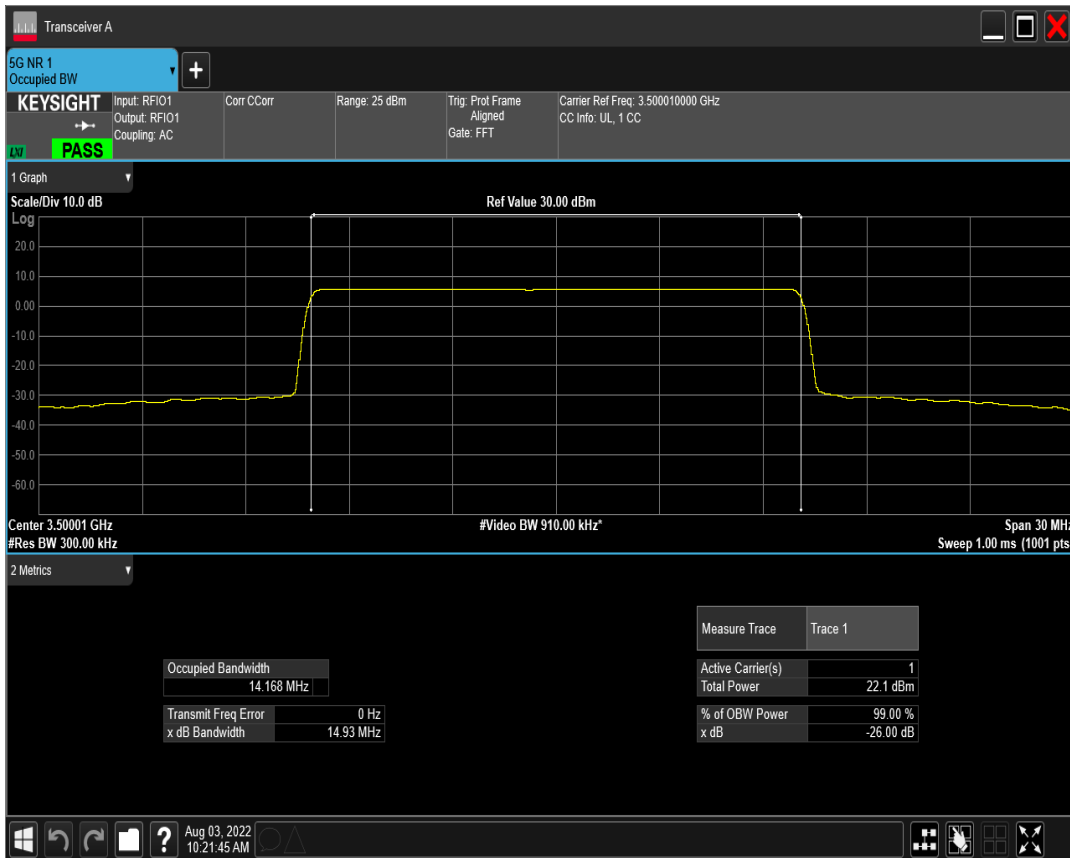 Transceiver A
5G NR 1
Occupied BW
KEYSIGHT
LXI
PASS
Input: RFIO1
Output: RFIO1
Coupling: AC
Corr CCorr
Range: 25 dBm
Trig: Prot Frame
Aligned
Gate: FFT
Carrier Ref Freq: 3.500010000 GHz
CC Info: UL, 1 CC
1 Graph
Scale/Div 10.0 dB
Ref Value 30.00 dBm
Log
20.0
10.0
0.00
-10.0
-20.0
-30.0
-40.0
-50.0
-60.0
Center 3.50001 GHz
#Video BW 910.00 kHz*
Span 30 MHz
#Res BW 300.00 kHz
Sweep 1.00 ms (1001 pts
2 Metrics
Measure Trace Trace 1
Occupied Bandwidth
14.168 MHz
Active Carrier(s) 1
Total Power 22.1 dBm
Transmit Freq Error 0 Hz
x dB Bandwidth 14.93 MHz
% of OBW Power 99.00 %
x dB -26.00 dB
?
Aug 03, 2022
10:21:45 AM